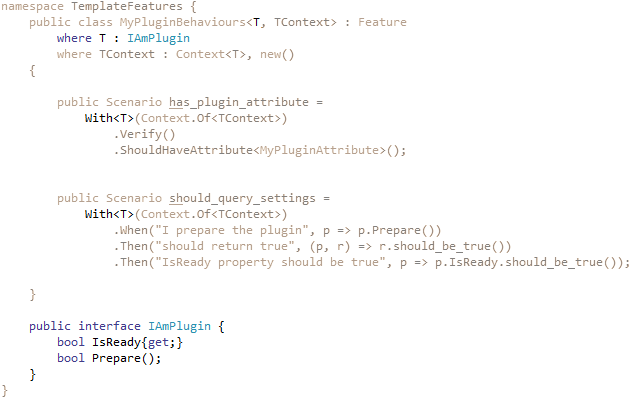 namespace TemplateFeatures {
public class MyPluginBehaviours<T, TContext> : Feature
where T : IAmPlugin
where TContext : Context<T>, new()
{
public Scenario has_plugin_attribute =
With<T>(Context.Of<TContext>)
.Verify()
.ShouldHaveAttribute<MyPluginAttribute>();
public Scenario should_query_settings =
With<T>(Context.Of<TContext>)
.When("I prepare the plugin", p => p.Prepare())
.Then("should return true", (p, r) => r.should_be_true())
.Then("IsReady property should be true", p => p.IsReady.should_be_true());
}
public interface IAmPlugin {
bool IsReady{get;}
bool Prepare();
}
}